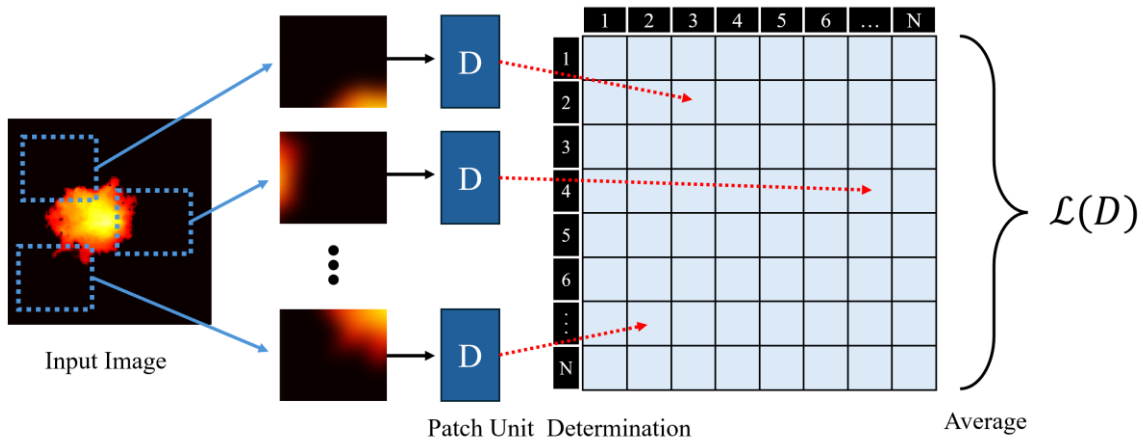 1 2 3 4 5 6 ... N
1
2
3
4
5
6
⋮
N
D
D
D
ℒ(D)
Input Image
Patch Unit Determination
Average